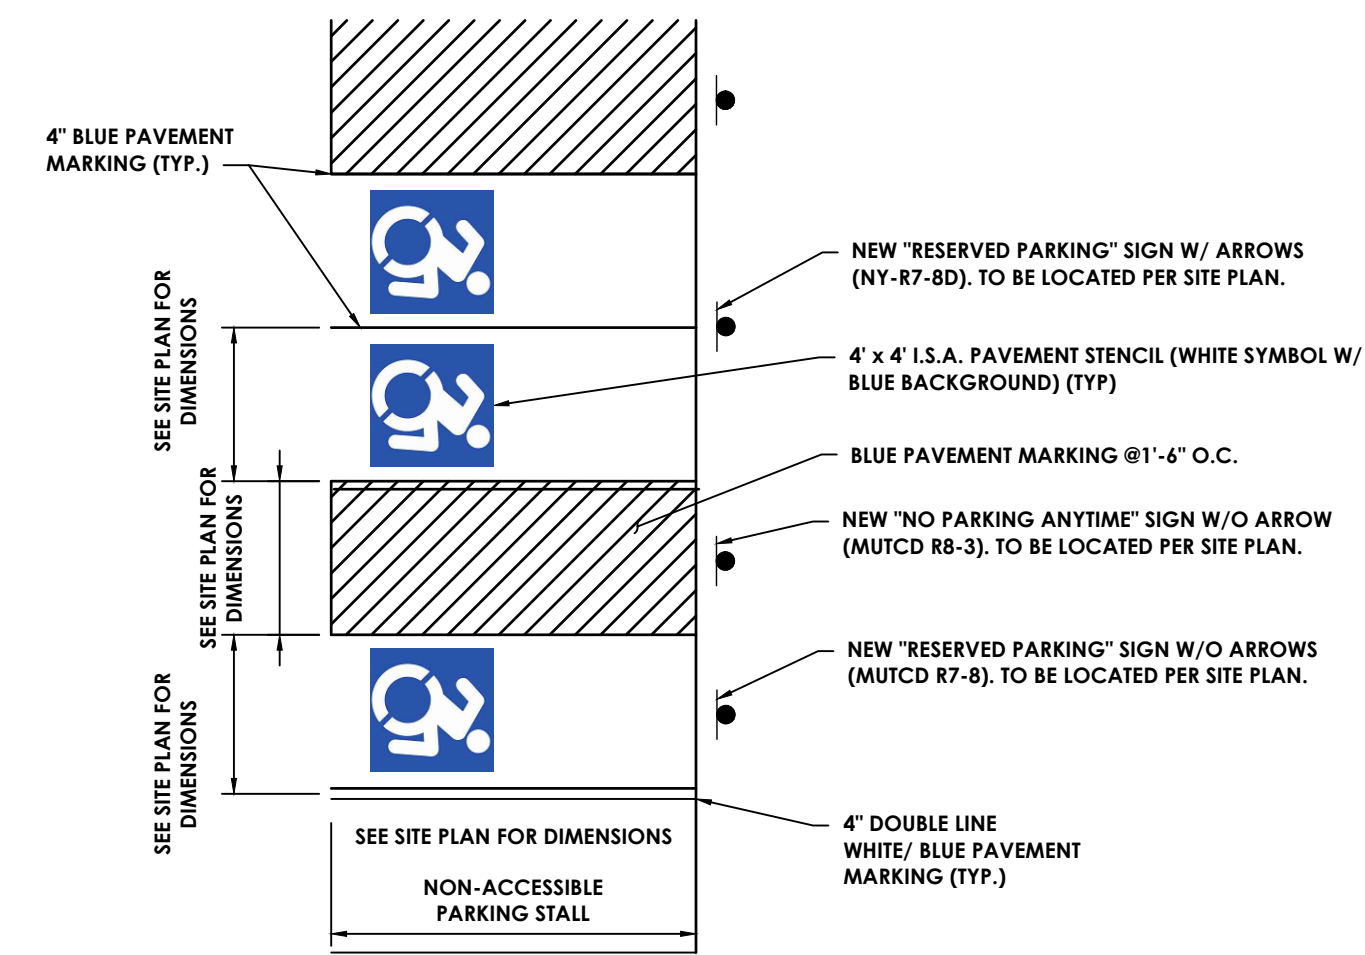 4" BLUE PAVEMENT
MARKING (TYP.)
NEW "RESERVED PARKING" SIGN W/ ARROWS
(NY-R7-8D). TO BE LOCATED PER SITE PLAN.
SEE SITE PLAN FOR
DIMENSIONS
4' x 4' I.S.A. PAVEMENT STENCIL (WHITE SYMBOL W/
BLUE BACKGROUND) (TYP)
BLUE PAVEMENT MARKING @1'-6" O.C.
SEE SITE PLAN FOR
DIMENSIONS
NEW "NO PARKING ANYTIME" SIGN W/O ARROW
(MUTCD R8-3). TO BE LOCATED PER SITE PLAN.
NEW "RESERVED PARKING" SIGN W/O ARROWS
(MUTCD R7-8). TO BE LOCATED PER SITE PLAN.
SEE SITE PLAN FOR
DIMENSIONS
4" DOUBLE LINE
WHITE/ BLUE PAVEMENT
MARKING (TYP.)
SEE SITE PLAN FOR DIMENSIONS
NON-ACCESSIBLE
PARKING STALL